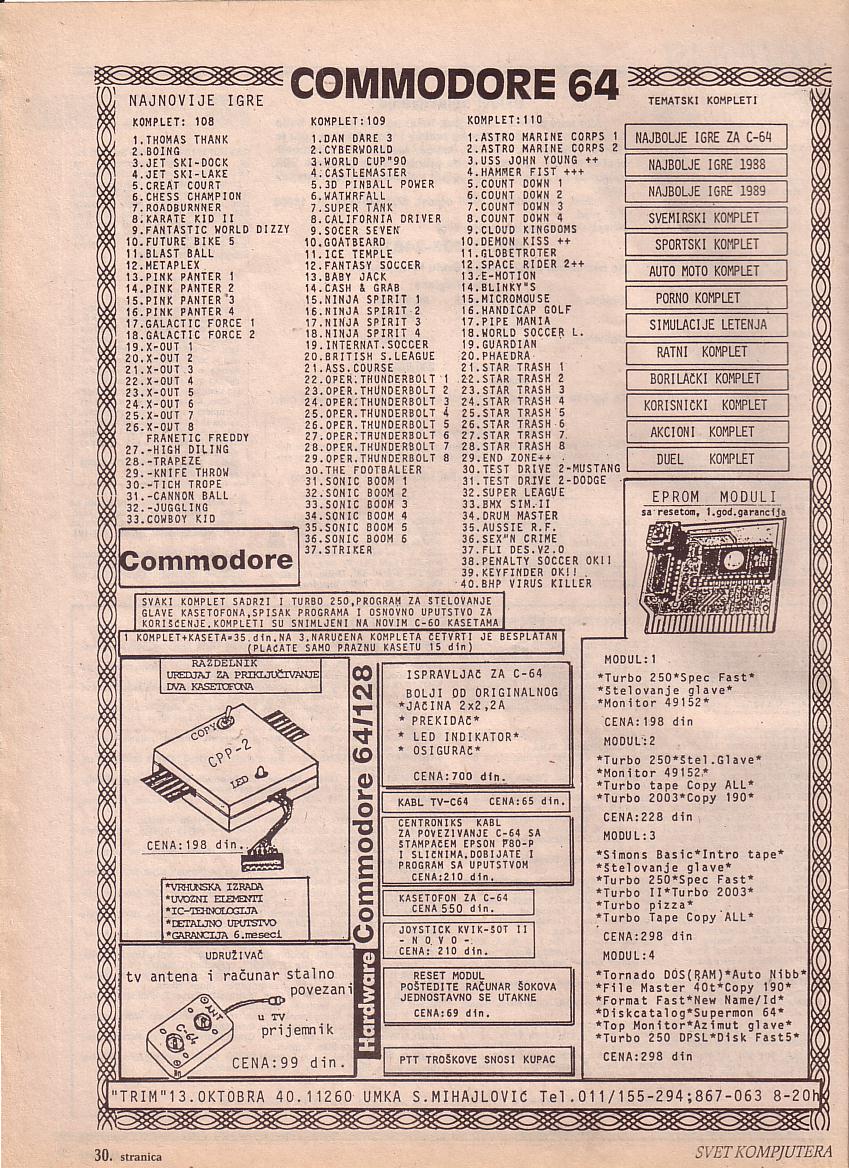 COMMODORE 64
NAJNOVIJE IGRE
KOMPLET: 108
1.THOMAS THANK
2.BOING
3.JET SKI-DOCK
4.JET SKI-LAKE
5.CREAT COURT
6.CHESS CHAMPION
7.ROADBURNNER
8.KARATE KID II
9.FANTASTIC WORLD DIZZY
10.FUTURE BIKE 5
11.BLAST BALL
12.METAPLEX
13.PINK PANTER 1
14.PINK PANTER 2
15.PINK PANTER 3
16.PINK PANTER 4
17.GALACTIC FORCE 1
18.GALACTIC FORCE 2
19.X-OUT 1
20.X-OUT 2
21.X-OUT 3
22.X-OUT 4
23.X-OUT 5
24.X-OUT 6
25.X-OUT 7
26.X-OUT 8
FRANETIC FREDDY
27.-HIGH DILING
28.-TRAPEZE
29.-KNIFE THROW
30.-TICH TROPE
31.-CANNON BALL
32.-JUGGLING
33.COWBOY KID
Commodore
KOMPLET:109
1.DAN DARE 3
2.CYBERWORLD
3.WORLD CUP"90
4.CASTLEMASTER
5.3D PINBALL POWER
6.WATWRFALL
7.SUPER TANK
8.CALIFORNIA DRIVER
9.SOCER SEVEN
10.GOATBEARD
11.ICE TEMPLE
12.FANTASY SOCCER
13.BABY JACK
14.CASH & GRAB
15.NINJA SPIRIT 1
16.NINJA SPIRIT 2
17.NINJA SPIRIT 3
18.NINJA SPIRIT 4
19.INTERNAT.SOCCER
20.BRITISH S.LEAGUE
21.ASS.COURSE
22.OPER.THUNDERBOLT 1
23.OPER.THUNDERBOLT 2
24.OPER.THUNDERBOLT 3
25.OPER.THUNDERBOLT 4
26.OPER.THUNDERBOLT 5
27.OPER.THUNDERBOLT 6
28.OPER.THUNDERBOLT 7
29.OPER.THUNDERBOLT 8
30.THE FOOTBALLER
31.SONIC BOOM 1
32.SONIC BOOM 2
33.SONIC BOOM 3
34.SONIC BOOM 4
35.SONIC BOOM 5
36.SONIC BOOM 6
37.STRIKER
KOMPLET:110
1.ASTRO MARINE CORPS 1
2.ASTRO MARINE CORPS 2
3.USS JOHN YOUNG ++
4.HAMMER FIST +++
5.COUNT DOWN 1
6.COUNT DOWN 2
7.COUNT DOWN 3
8.COUNT DOWN 4
9.CLOUD KINGDOMS
10.DEMON KISS ++
11.GLOBETROTER
12.SPACE RIDER 2++
13.E-MOTION
14.BLINKY"S
15.MICROMOUSE
16.HANDICAP GOLF
17.PIPE MANIA
18.WORLD SOCCER L.
19.GUARDIAN
20.PHAEDRA
21.STAR TRASH 1
22.STAR TRASH 2
23.STAR TRASH 3
24.STAR TRASH 4
25.STAR TRASH 5
26.STAR TRASH 6
27.STAR TRASH 7
28.STAR TRASH 8
29.END ZONE++
30.TEST DRIVE 2-MUSTANG
31.TEST DRIVE 2-DODGE
32.SUPER LEAGUE
33.BMX SIM.II
34.DRUM MASTER
35.AUSSIE R.F.
36.SEX"N CRIME
37.FLI DES.V2.0
38.PENALTY SOCCER OK!!
39.KEYFINDER OK!!
40.BHP VIRUS KILLER
TEMATSKI KOMPLETI
NAJBOLJE IGRE ZA C-64
NAJBOLJE IGRE 1988
NAJBOLJE IGRE 1989
SVEMIRSKI KOMPLET
SPORTSKI KOMPLET
AUTO MOTO KOMPLET
PORNO KOMPLET
SIMULACIJE LETENJA
RATNI KOMPLET
BORILAČKI KOMPLET
KORISNIČKI KOMPLET
AKCIONI KOMPLET
DUEL KOMPLET
SVAKI KOMPLET SADRŽI I TURBO 250,PROGRAM ZA ŠTELOVANJE
GLAVE KASETOFONA,SPISAK PROGRAMA I OSNOVNO UPUTSTVO ZA
KORIŠĆENJE.KOMPLETI SU SNIMLJENI NA NOVIM C-60 KASETAMA
1 KOMPLET+KASETA=35.din.NA 3.NARUČENA KOMPLETA ČETVRTI JE BESPLATAN
(PLAĆATE SAMO PRAZNU KASETU 15 din)
RAZDELNIK
UREDJAJ ZA PRIKLJUČIVANJE
DVA KASETOFONA
COPY
CPP-2
LED
CENA:198 din.
*VRHUNSKA IZRADA
*UVOZNI ELEMENTI
*IC-TEHNOLOGIJA
*DETALJNO UPUTSTVO
*GARANCIJA 6.meseci
UDRUŽIVAČ
tv antena i računar stalno
povezani
u TV
prijemnik
ANT
C-64
CENA:99 din.
Hardware Commodore 64/128
ISPRAVLJAČ ZA C-64
BOLJI OD ORIGINALNOG
*JAČINA 2x2,2A
* PREKIDAČ*
* LED INDIKATOR*
* OSIGURAČ*
CENA:700 din.
KABL TV-C64 CENA:65 din.
CENTRONIKS KABL
ZA POVEZIVANJE C-64 SA
ŠTAMPAČEM EPSON P80-P
I SLIČNIMA.DOBIJATE I
PROGRAM SA UPUTSTVOM
CENA:210 din.
KASETOFON ZA C-64
CENA 550 din.
JOYSTICK KVIK-ŠOT II
- N O V O -
CENA: 210 din.
RESET MODUL
POŠTEDITE RAČUNAR ŠOKOVA
JEDNOSTAVNO SE UTAKNE
CENA:69 din.
PTT TROŠKOVE SNOSI KUPAC
EPROM MODULI
sa resetom, 1.god.garancija
MODUL:1
*Turbo 250*Spec Fast*
*Štelovanje glave*
*Monitor 49152*
CENA:198 din
MODUL:2
*Turbo 250*Štel.Glave*
*Monitor 49152*
*Turbo tape Copy ALL*
*Turbo 2003*Copy 190*
CENA:228 din
MODUL:3
*Simons Basic*Intro tape*
*Štelovanje glave*
*Turbo 250*Spec Fast*
*Turbo II*Turbo 2003*
*Turbo pizza*
*Turbo Tape Copy ALL*
CENA:298 din
MODUL:4
*Tornado DOS(RAM)*Auto Nibb*
*File Master 40t*Copy 190*
*Format Fast*New Name/Id*
*Diskcatalog*Supermon 64*
*Top Monitor*Azimut glave*
*Turbo 250 DPSL*Disk Fast5*
CENA:298 din
"TRIM"13.OKTOBRA 40.11260 UMKA S.MIHAJLOVIĆ Tel.011/155-294;867-063 8-20h
30. stranica
SVET KOMPJUTERA